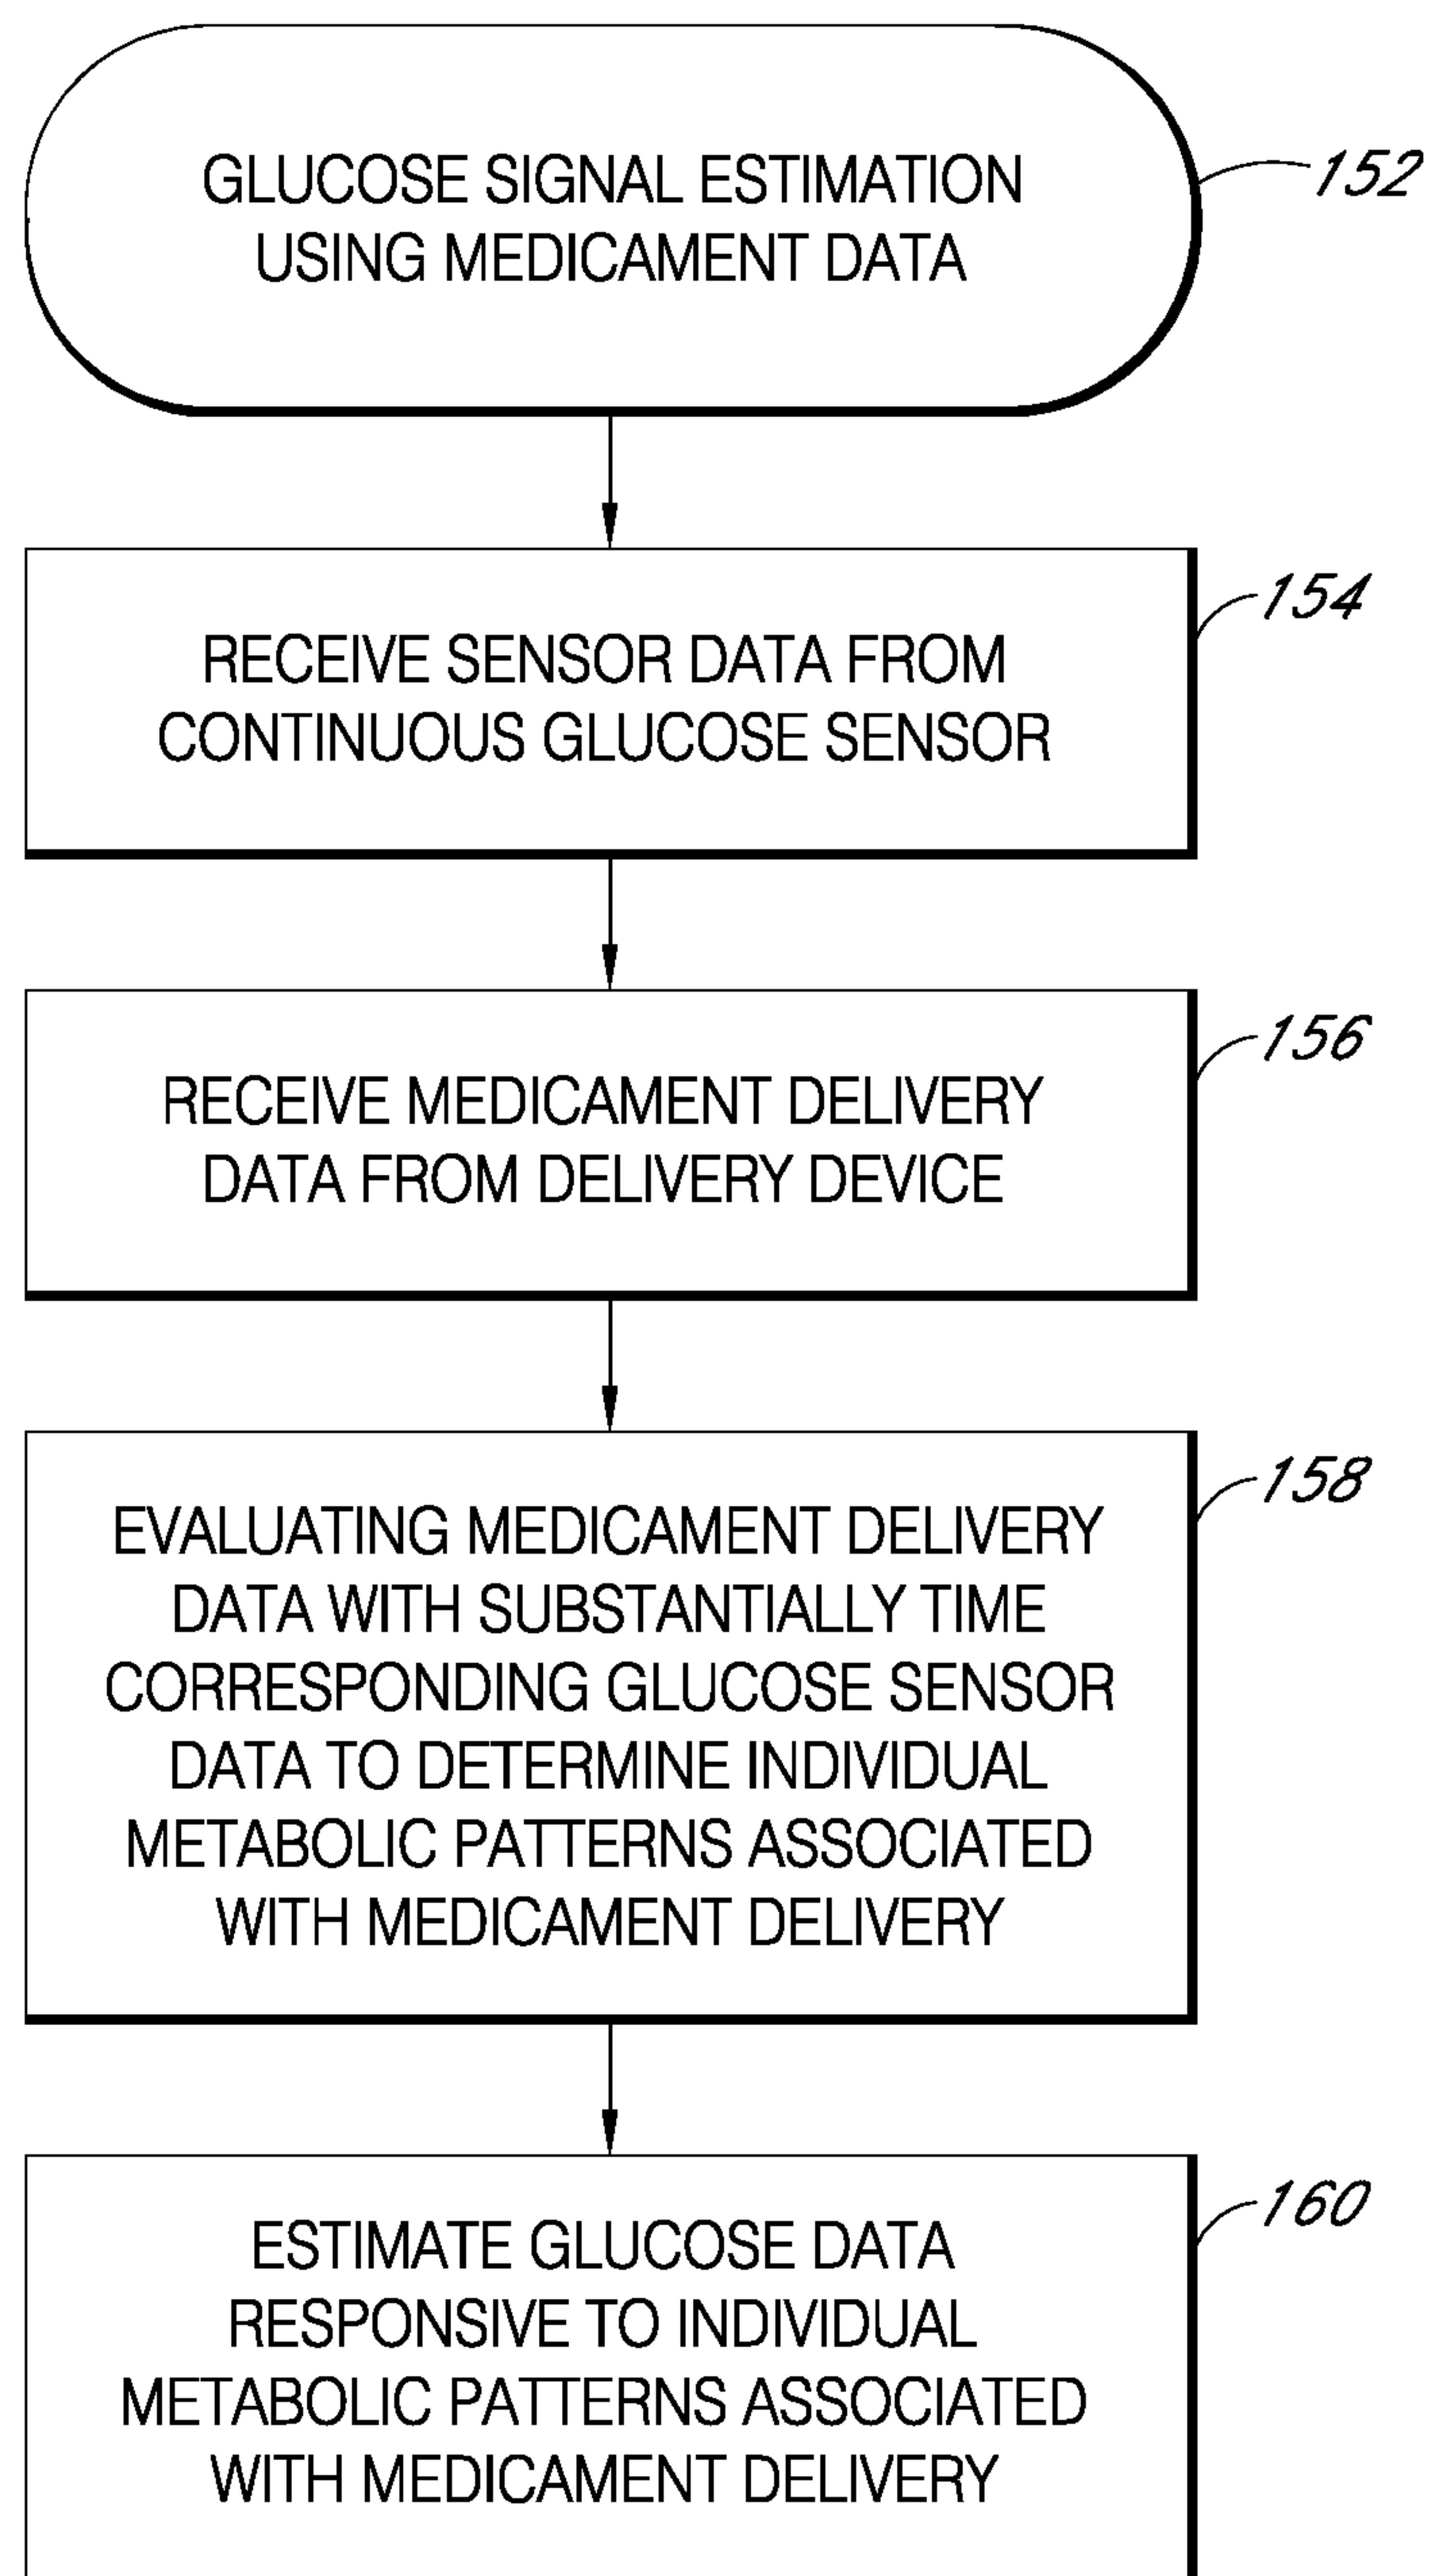 GLUCOSE SIGNAL ESTIMATION
USING MEDICAMENT DATA
152
RECEIVE SENSOR DATA FROM
CONTINUOUS GLUCOSE SENSOR
154
RECEIVE MEDICAMENT DELIVERY
DATA FROM DELIVERY DEVICE
156
EVALUATING MEDICAMENT DELIVERY
DATA WITH SUBSTANTIALLY TIME
CORRESPONDING GLUCOSE SENSOR
DATA TO DETERMINE INDIVIDUAL
METABOLIC PATTERNS ASSOCIATED
WITH MEDICAMENT DELIVERY
158
ESTIMATE GLUCOSE DATA
RESPONSIVE TO INDIVIDUAL
METABOLIC PATTERNS ASSOCIATED
WITH MEDICAMENT DELIVERY
160